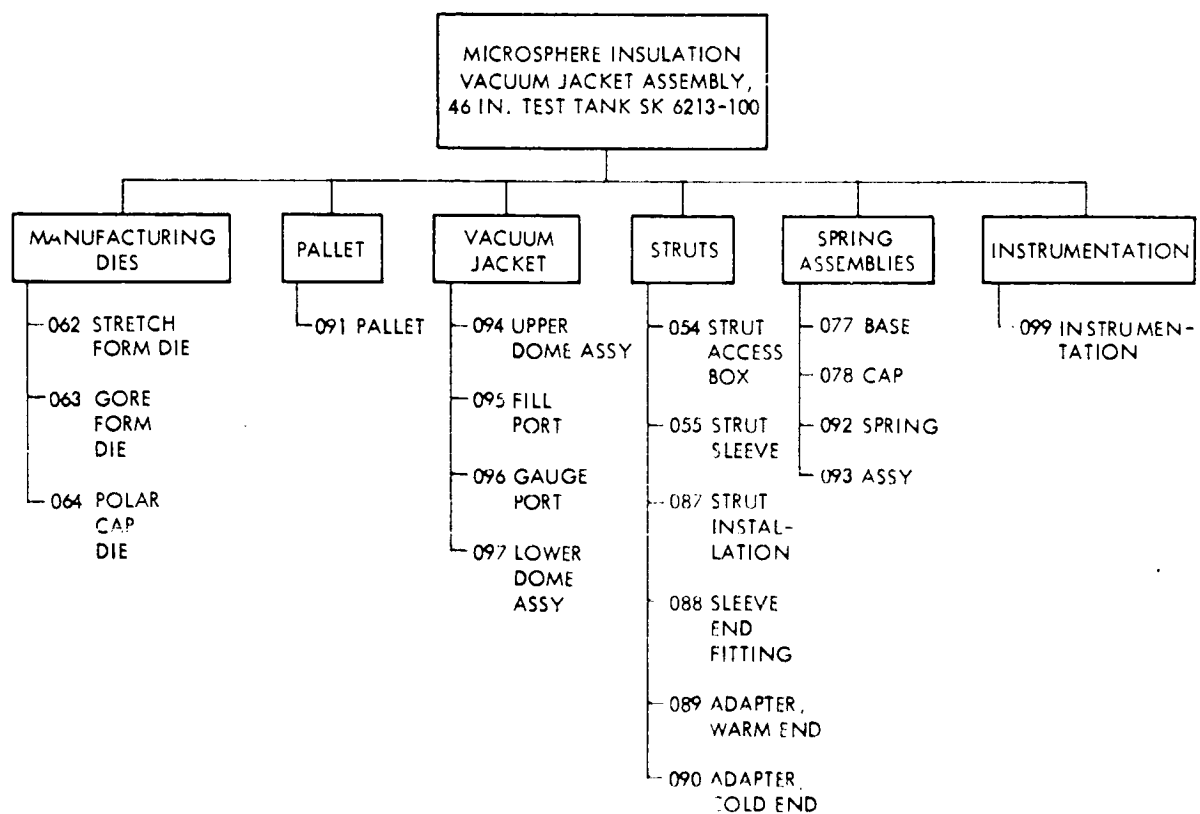 MICROSPHERE INSULATION
VACUUM JACKET ASSEMBLY,
46 IN. TEST TANK SK 6213-100
MANUFACTURING
DIES
062 STRETCH
FORM DIE
063 GORE
FORM
DIE
064 POLAR
CAP
DIE
PALLET
091 PALLET
VACUUM
JACKET
094 UPPER
DOME ASSY
095 FILL
PORT
096 GAUGE
PORT
097 LOWER
DOME
ASSY
STRUTS
054 STRUT
ACCESS
BOX
055 STRUT
SLEEVE
087 STRUT
INSTAL-
LATION
088 SLEEVE
END
FITTING
089 ADAPTER,
WARM END
090 ADAPTER,
COLD END
SPRING
ASSEMBLIES
077 BASE
078 CAP
092 SPRING
093 ASSY
INSTRUMENTATION
099 INSTRUMEN-
TATION